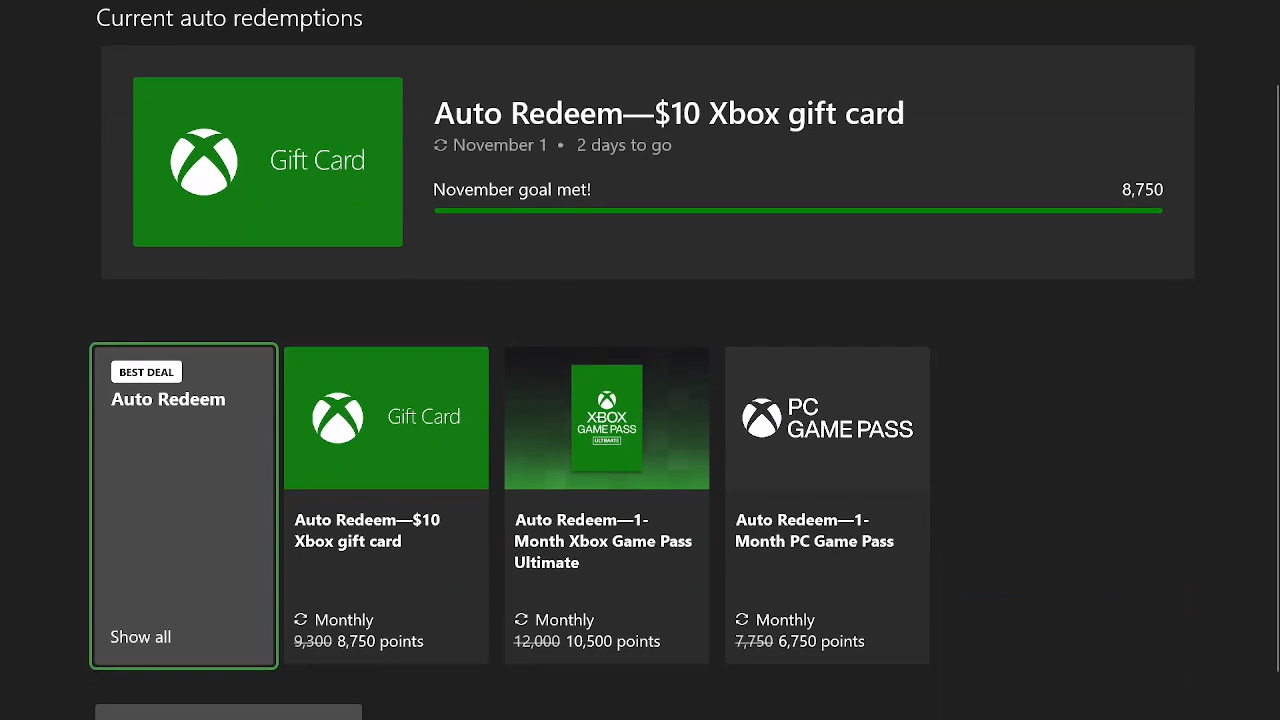 Current auto redemptions
Gift Card
Auto Redeem—$10 Xbox gift card
November 1 • 2 days to go
November goal met! 8,750
BEST DEAL
Auto Redeem
Show all
Gift Card
Auto Redeem—$10
Xbox gift card
Monthly
9,300 8,750 points
XBOX
GAME PASS
ULTIMATE
Auto Redeem—1-
Month Xbox Game Pass
Ultimate
Monthly
12,000 10,500 points
PC
GAME PASS
Auto Redeem—1-
Month PC Game Pass
Monthly
7,750 6,750 points